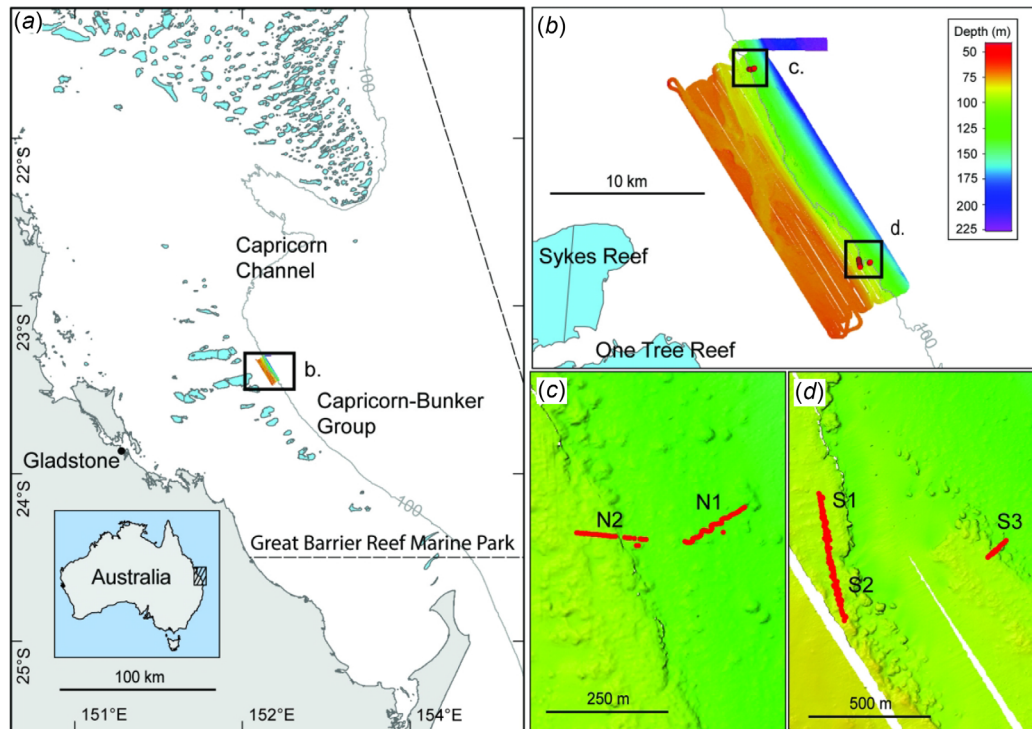 (a)
100
22°S
Capricorn
Channel
23°S
b.
Capricorn-Bunker
Group
Gladstone
24°S
100
Great Barrier Reef Marine Park
Australia
25°S
100 km
151°E
152°E
154°E
(b)
Depth (m)
50
75
100
125
150
175
200
225
c.
10 km
d.
Sykes Reef
One Tree Reef
100
(c)
N2
N1
250 m
(d)
S1
S2
S3
500 m